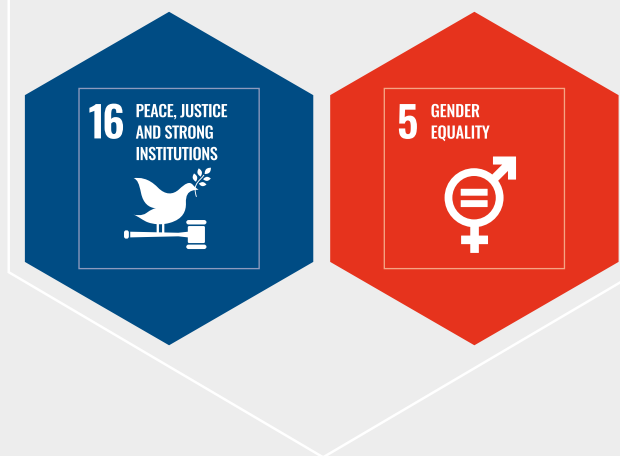 16 PEACE, JUSTICE
AND STRONG
INSTITUTIONS
5 GENDER
EQUALITY